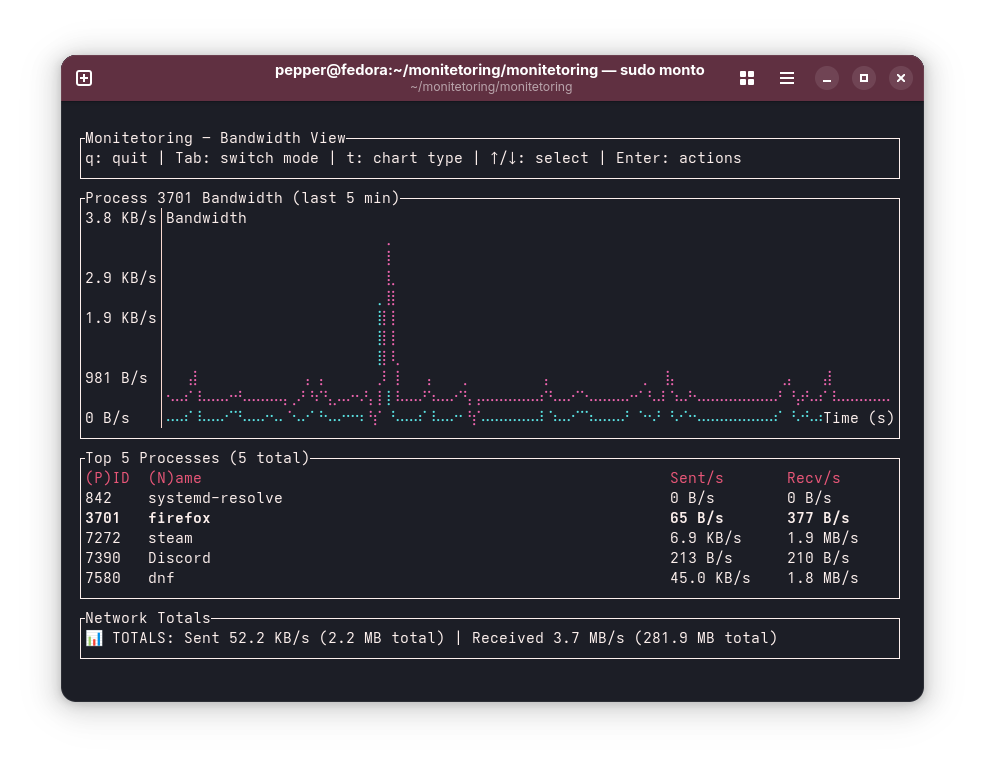 pepper@fedora:~/monitetoring/monitetoring — sudo monto
~/monitetoring/monitetoring
Monitetoring — Bandwidth View
q: quit | Tab: switch mode | t: chart type | ↑/↓: select | Enter: actions
Process 3701 Bandwidth (last 5 min)
3.8 KB/s Bandwidth
2.9 KB/s
1.9 KB/s
981 B/s
0 B/s Time (s)
Top 5 Processes (5 total)
(P)ID (N)ame Sent/s Recv/s
842 systemd-resolve 0 B/s 0 B/s
3701 firefox 65 B/s 377 B/s
7272 steam 6.9 KB/s 1.9 MB/s
7390 Discord 213 B/s 210 B/s
7580 dnf 45.0 KB/s 1.8 MB/s
Network Totals
📊 TOTALS: Sent 52.2 KB/s (2.2 MB total) | Received 3.7 MB/s (281.9 MB total)